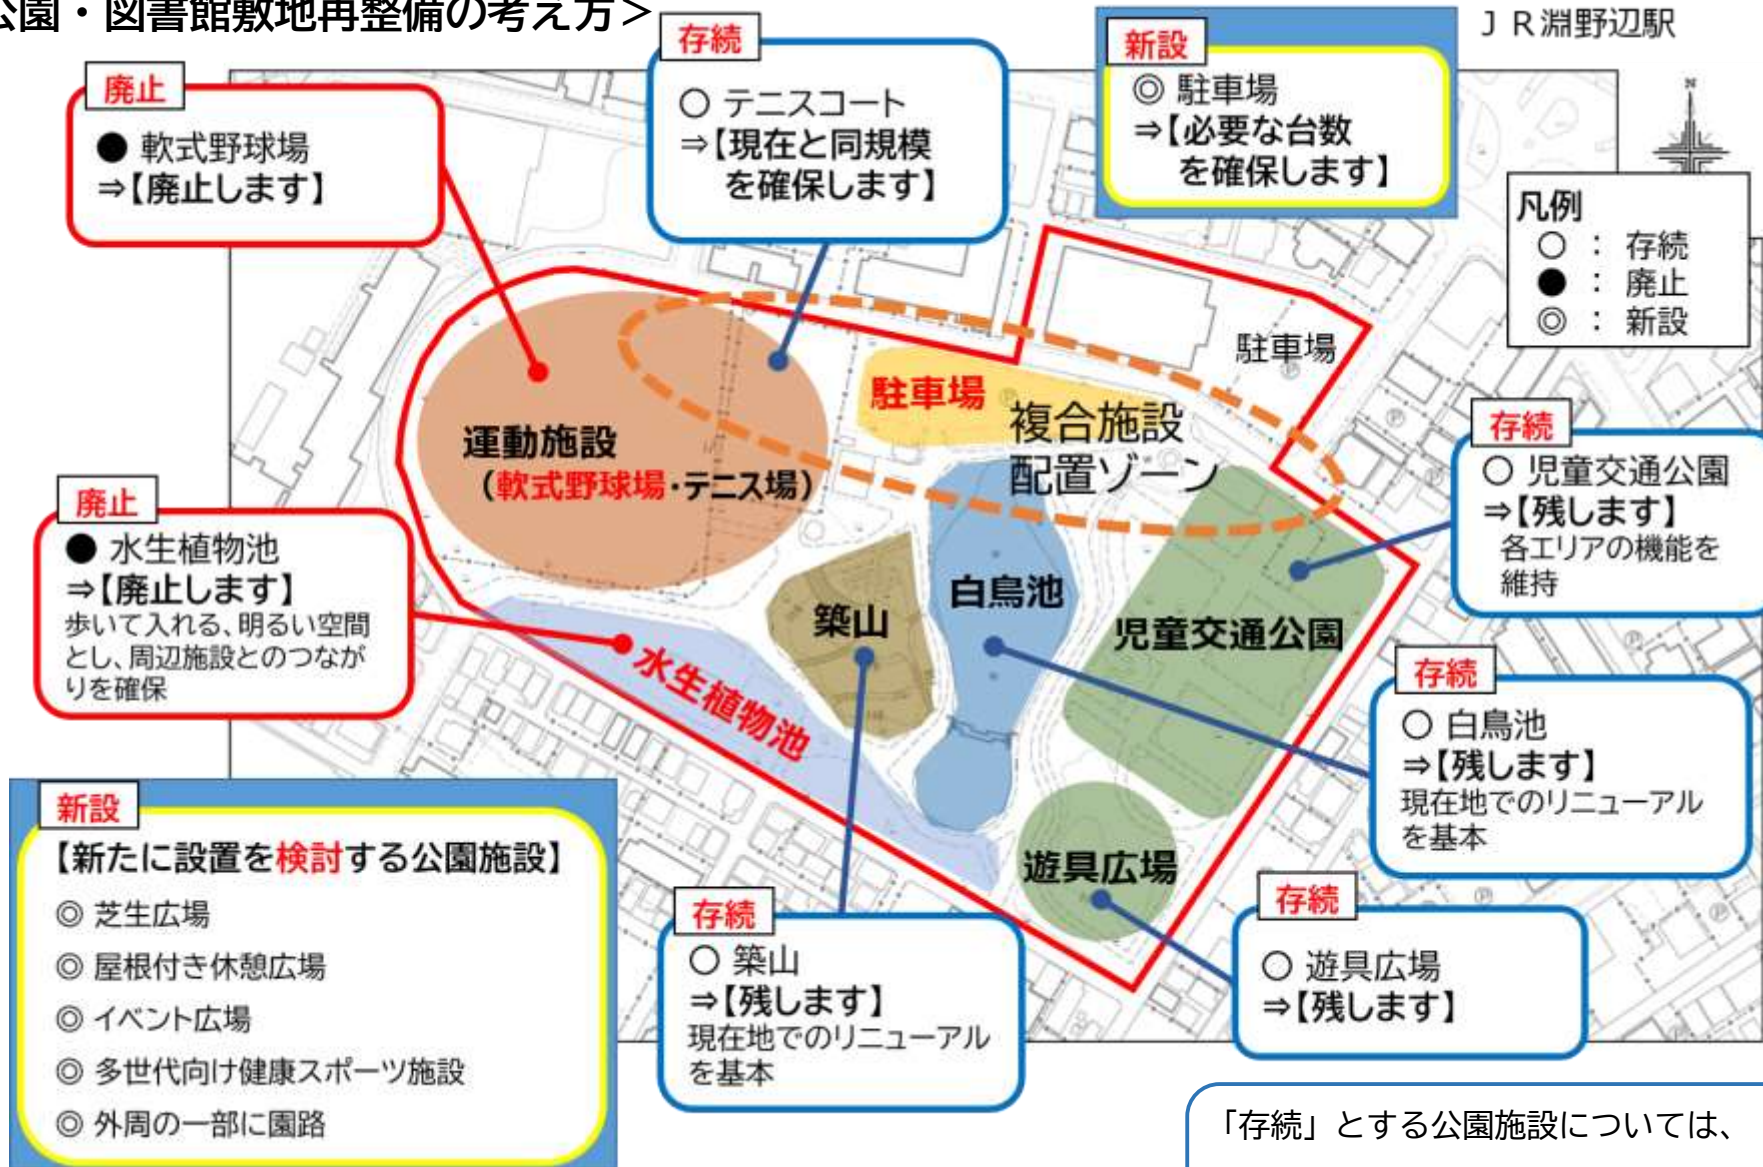 公園・図書館敷地再整備の考え方＞
ＪＲ淵野辺駅
廃止
● 軟式野球場
⇒【廃止します】
存続
○ テニスコート
⇒【現在と同規模
を確保します】
新設
◎ 駐車場
⇒【必要な台数
を確保します】
N
凡例
○ ： 存続
● ： 廃止
◎ ： 新設
駐車場
駐車場
複合施設
配置ゾーン
運動施設
（軟式野球場・テニス場）
存続
○ 児童交通公園
⇒【残します】
各エリアの機能を
維持
廃止
● 水生植物池
⇒【廃止します】
歩いて入れる、明るい空間
とし、周辺施設とのつなが
りを確保
築山
白鳥池
児童交通公園
水生植物池
遊具広場
存続
○ 白鳥池
⇒【残します】
現在地でのリニューアル
を基本
新設
【新たに設置を検討する公園施設】
◎ 芝生広場
◎ 屋根付き休憩広場
◎ イベント広場
◎ 多世代向け健康スポーツ施設
◎ 外周の一部に園路
存続
○ 築山
⇒【残します】
現在地でのリニューアル
を基本
存続
○ 遊具広場
⇒【残します】
「存続」とする公園施設については、